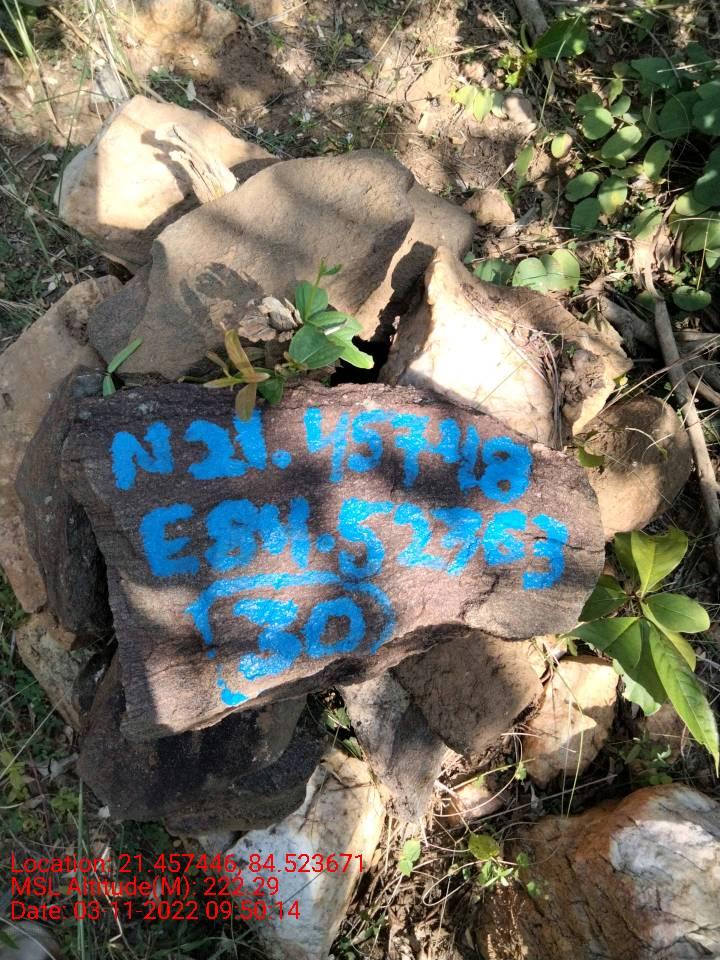 N21.457418
E84.52363
30
Location: 21.457446, 84.523671
MSL Altitude(M): 222.29
Date: 03-11-2022 09:50:14